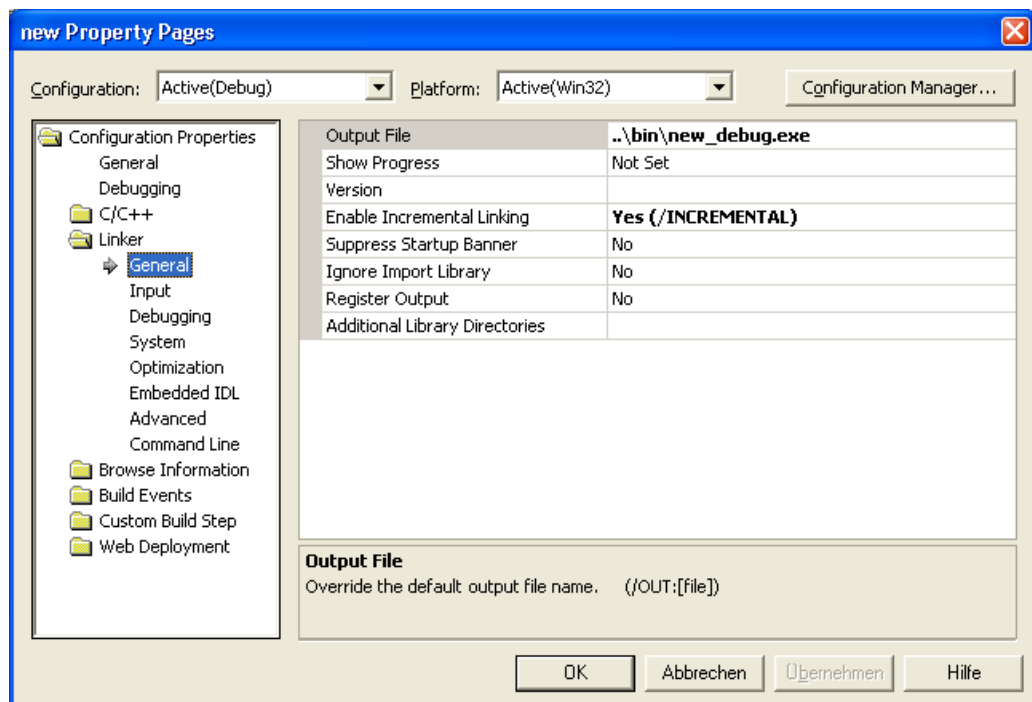 new Property Pages
Configuration: Active(Debug) Platform: Active(Win32) Configuration Manager...
Configuration Properties
General
Debugging
C/C++
Linker
General
Input
Debugging
System
Optimization
Embedded IDL
Advanced
Command Line
Browse Information
Build Events
Custom Build Step
Web Deployment
Output File ..\bin\new_debug.exe
Show Progress Not Set
Version
Enable Incremental Linking Yes (/INCREMENTAL)
Suppress Startup Banner No
Ignore Import Library No
Register Output No
Additional Library Directories
Output File
Override the default output file name. (/OUT:[file])
OK Abbrechen Übernehmen Hilfe